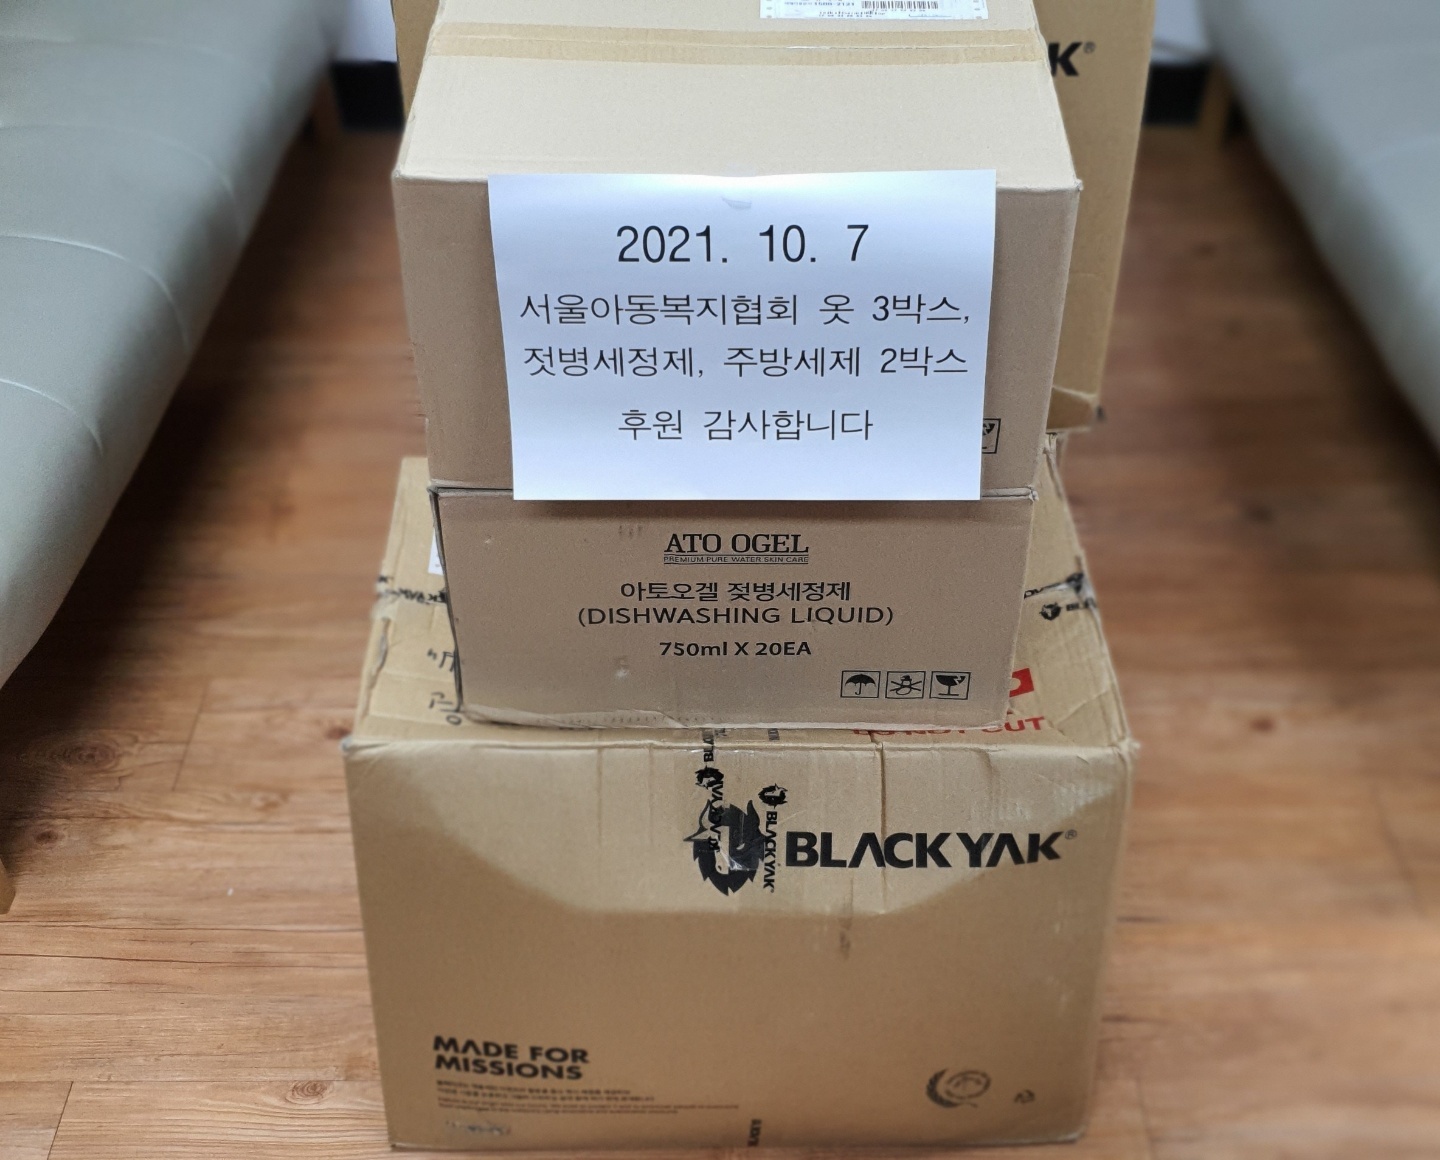 K®
2021. 10. 7
서울아동복지협회 옷 3박스,
젓병세정제, 주방세제 2박스
후원 감사합니다
ATO OGEL
PREMIUM PURE WATER SKIN CARE
아토오겔 젖병세정제
(DISHWASHING LIQUID)
750ml X 20EA
CUT
BLACKYAK
BLACKYAK®
MADE FOR
MISSIONS